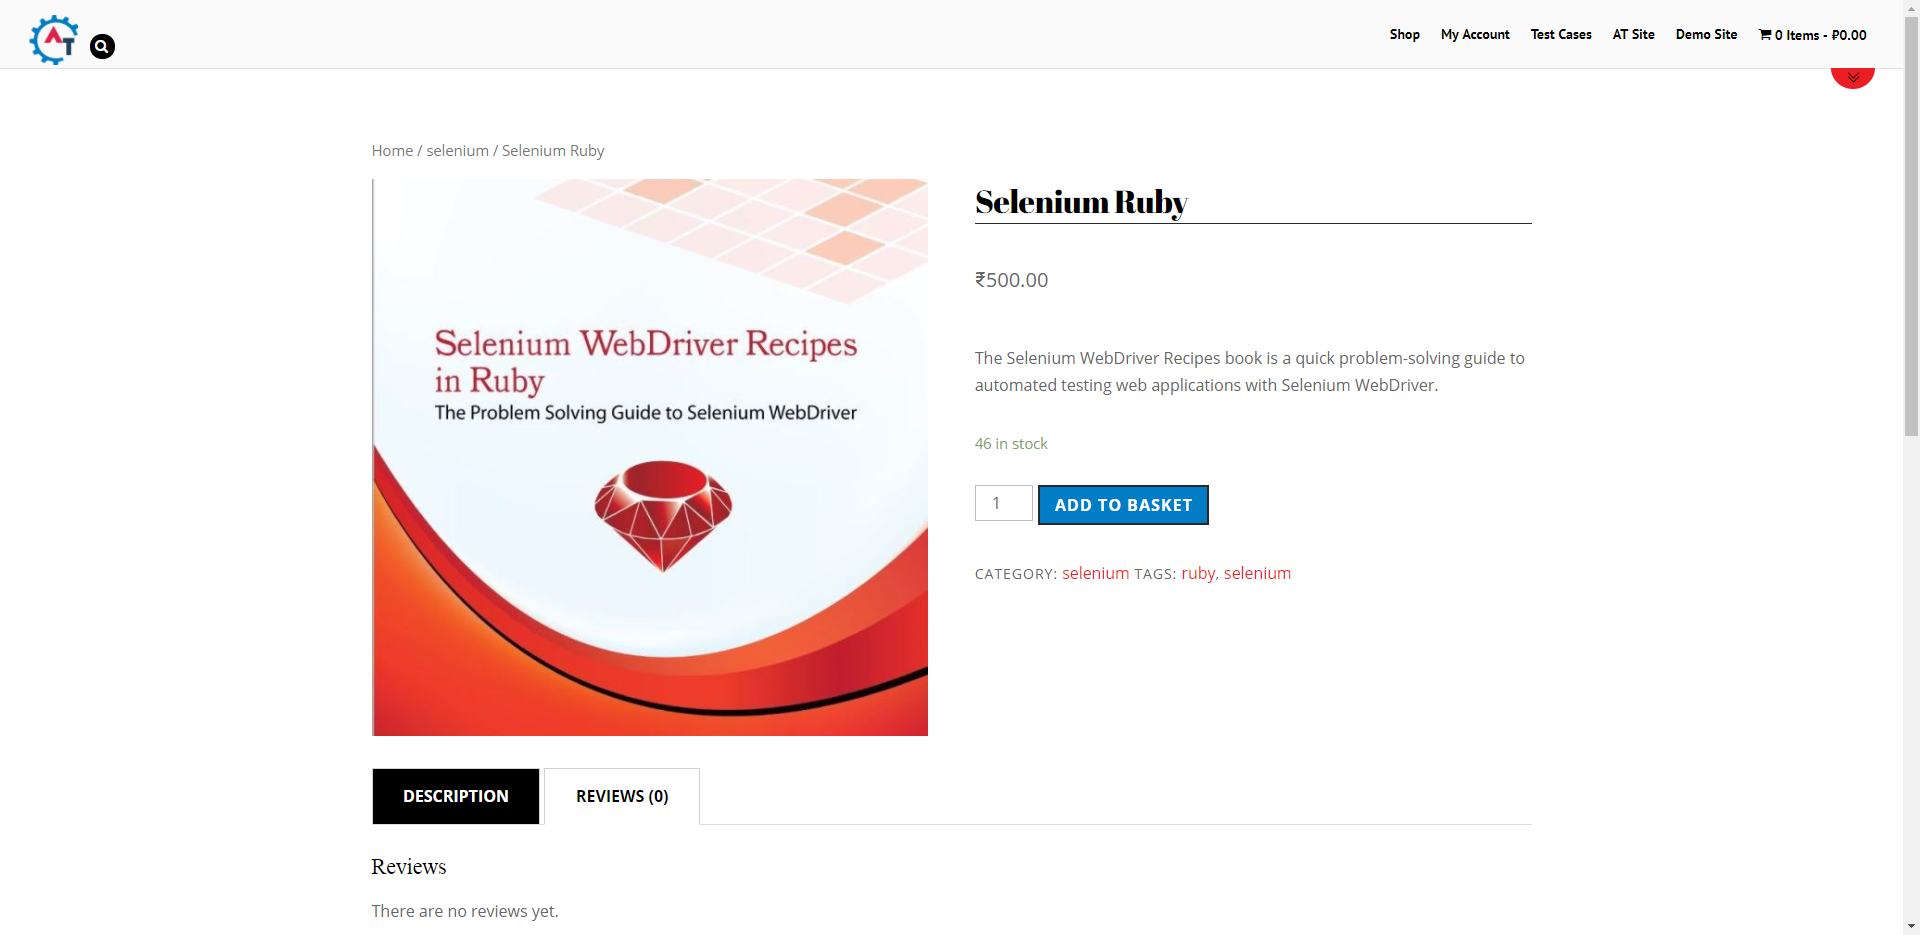 AT
Shop
My Account
Test Cases
AT Site
Demo Site
0 Items - ₽0.00
Home / selenium / Selenium Ruby
Selenium WebDriver Recipes
in Ruby
The Problem Solving Guide to Selenium WebDriver
Selenium Ruby
₹500.00
The Selenium WebDriver Recipes book is a quick problem-solving guide to
automated testing web applications with Selenium WebDriver.
46 in stock
1
ADD TO BASKET
CATEGORY: selenium TAGS: ruby, selenium
DESCRIPTION
REVIEWS (0)
Reviews
There are no reviews yet.